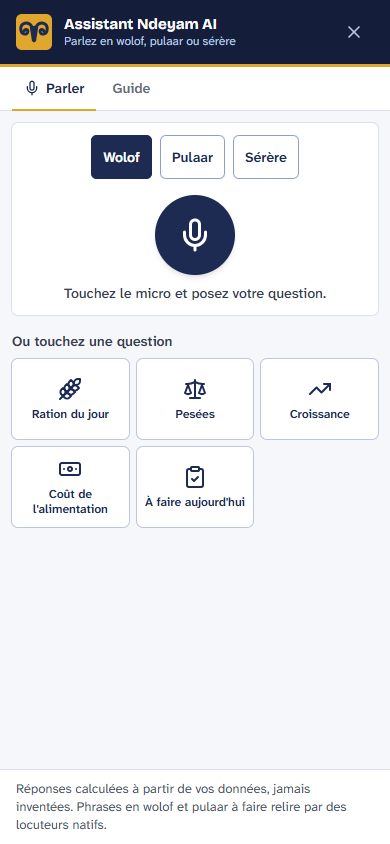 Assistant Ndeyam AI
Parlez en wolof, pulaar ou sérère
Parler
Guide
Wolof
Pulaar
Sérère
Touchez le micro et posez votre question.
Ou touchez une question
Ration du jour
Pesées
Croissance
Coût de
l'alimentation
À faire aujourd'hui
Réponses calculées à partir de vos données, jamais
inventées. Phrases en wolof et pulaar à faire relire par des
locuteurs natifs.